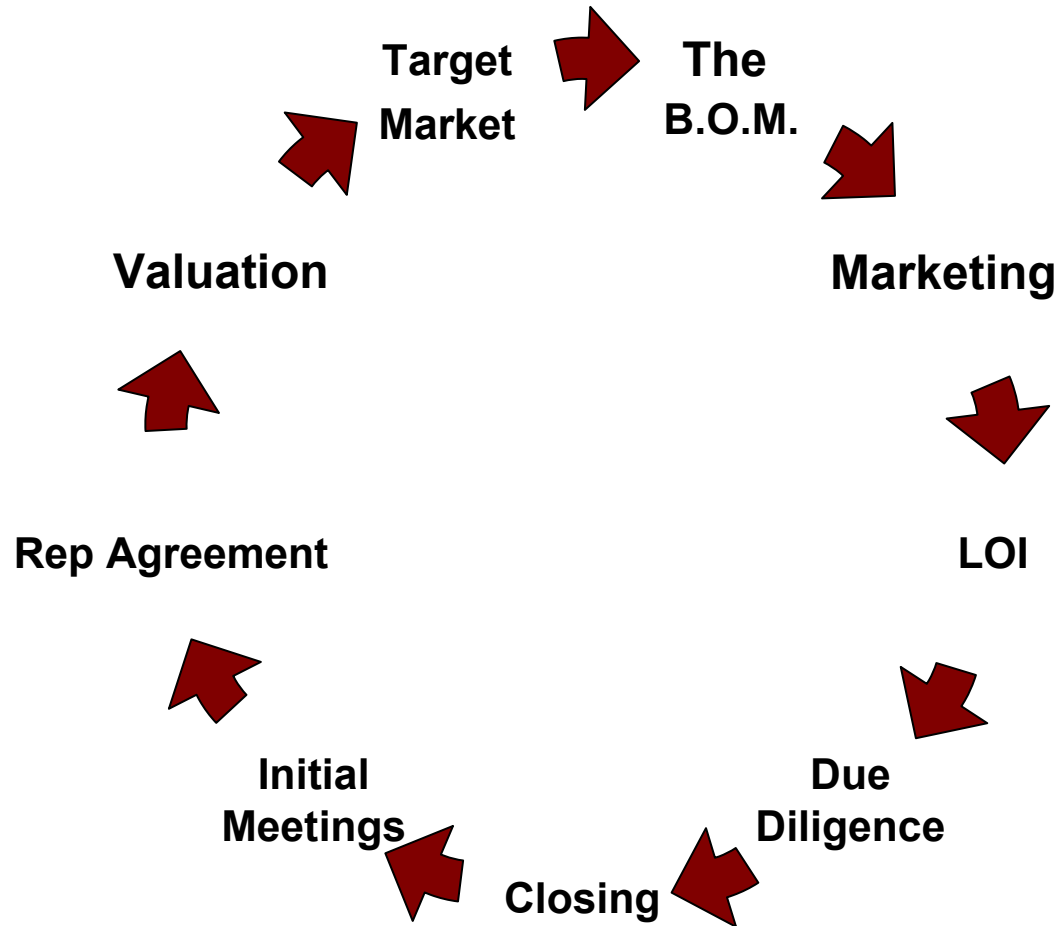 Target
Market
The
B.O.M.
Valuation
Marketing
Rep Agreement
LOI
Initial
Meetings
Due
Diligence
Closing